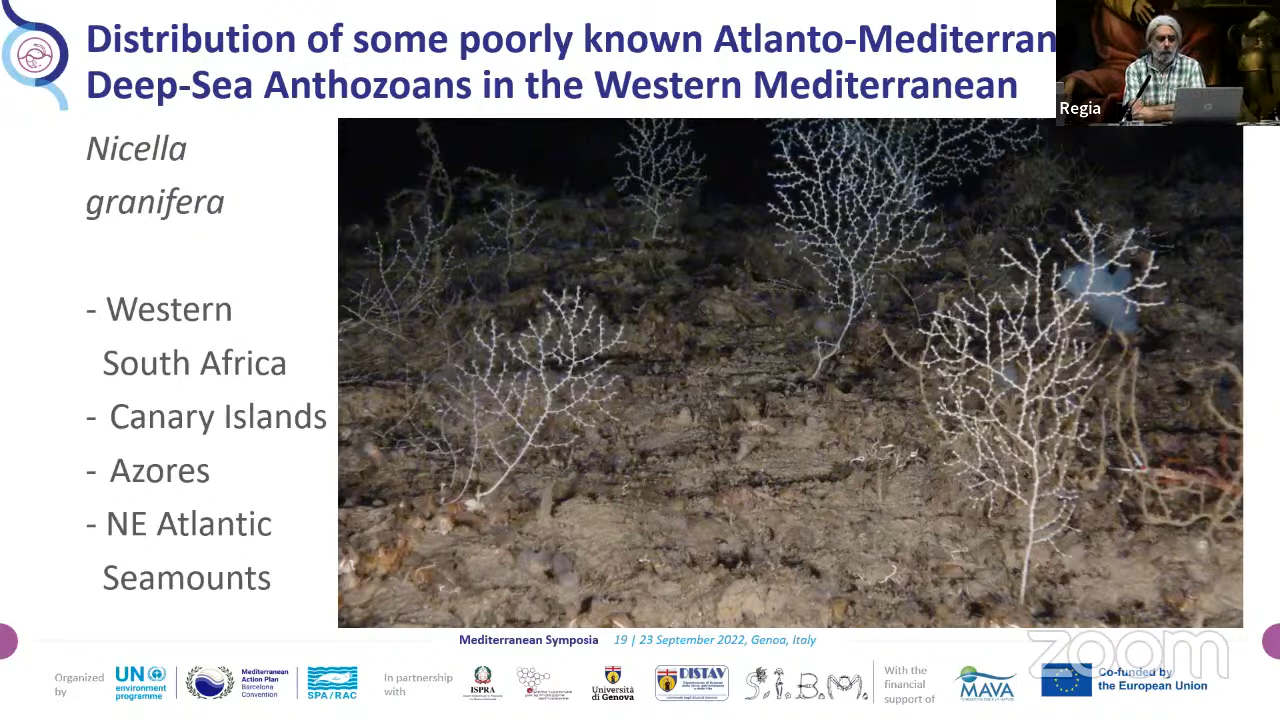 Distribution of some poorly known Atlanto-Mediterran
Deep-Sea Anthozoans in the Western Mediterranean
Regia
Nicella
granifera
- Western
South Africa
- Canary Islands
- Azores
- NE Atlantic
Seamounts
Mediterranean Symposia 19 | 23 September 2022, Genoa, Italy
zoom
Organized
by
UN
environment
programme
Mediterranean
Action Plan
Barcelona
Convention
SPA/RAC
In partnership
with
ISPRA
Università
di Genova
DISTAV
S.I.B.M.
With the
financial
support of
MAVA
Co-funded by
the European Union